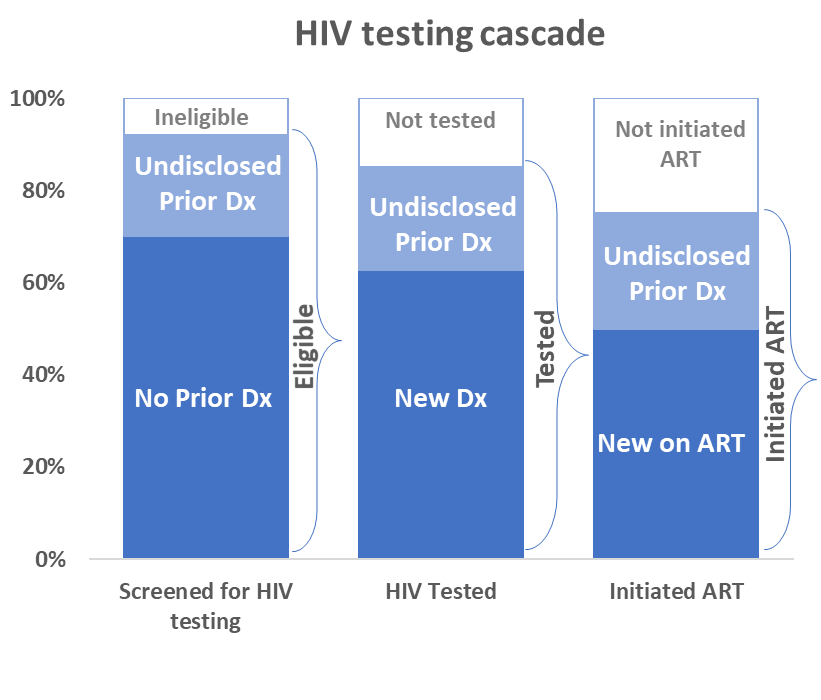 HIV testing cascade
100%
80%
60%
40%
20%
0%
Ineligible
Undisclosed
Prior Dx
No Prior Dx
Eligible
Not tested
Undisclosed
Prior Dx
New Dx
Tested
Not initiated
ART
Undisclosed
Prior Dx
New on ART
Initiated ART
Screened for HIV
testing
HIV Tested
Initiated ART